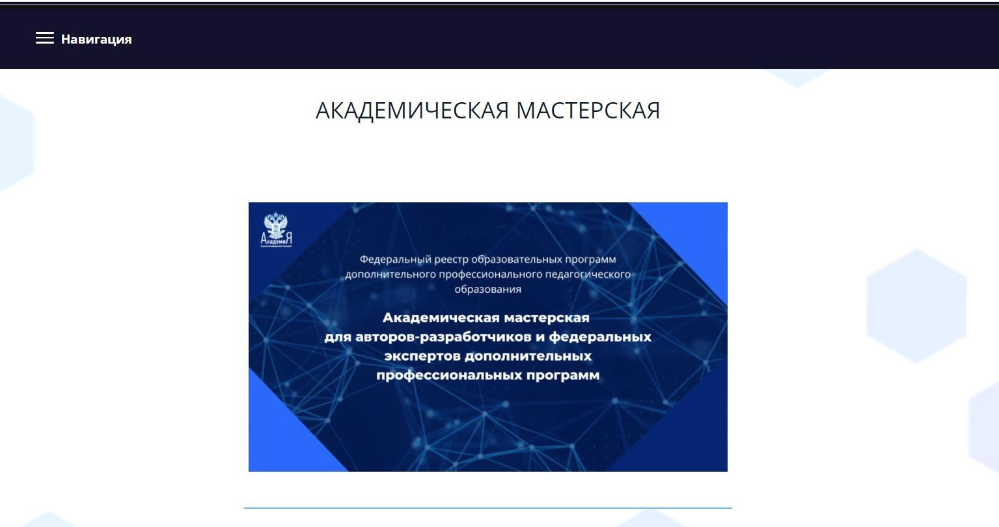 Навигация
АКАДЕМИЧЕСКАЯ МАСТЕРСКАЯ
АкадемиЯ
Федеральный реестр образовательных программ
дополнительного профессионального педагогического
образования
Академическая мастерская
для авторов-разработчиков и федеральных
экспертов дополнительных
профессиональных программ